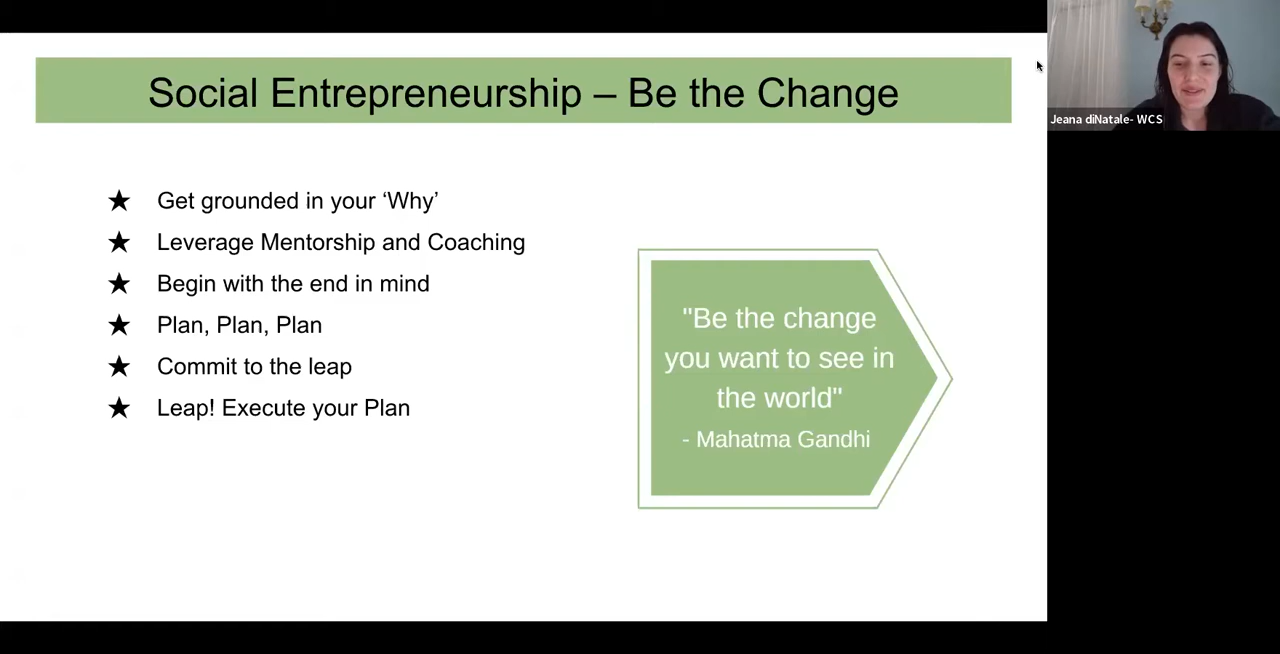 Social Entrepreneurship – Be the Change
Jeana diNatale- WCS
★ Get grounded in your ‘Why’
★ Leverage Mentorship and Coaching
★ Begin with the end in mind
★ Plan, Plan, Plan
★ Commit to the leap
★ Leap! Execute your Plan
"Be the change
you want to see in
the world"
- Mahatma Gandhi